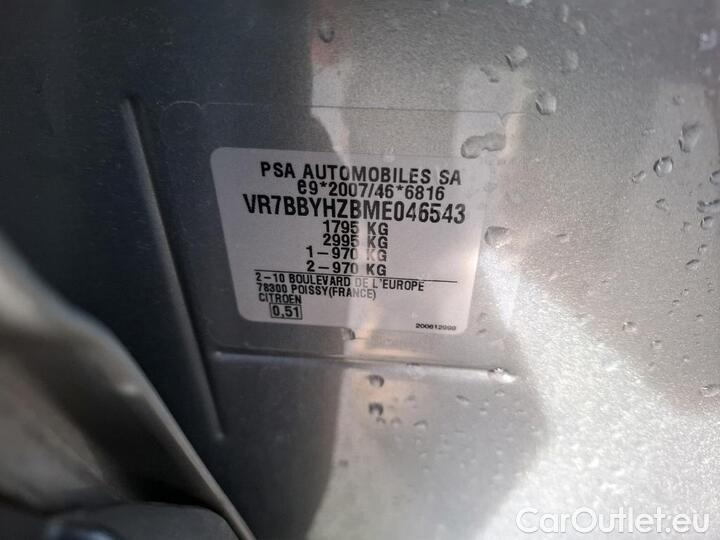 PSA AUTOMOBILES SA
e9*2007/46*6816
VR7BBYHZBME046543
1795 KG
2995 KG
1-970 KG
2-970 KG
2-10 BOULEVARD DE L'EUROPE
78300 POISSY(FRANCE)
CITROEN
0,51
200612999
CarOutlet.eu